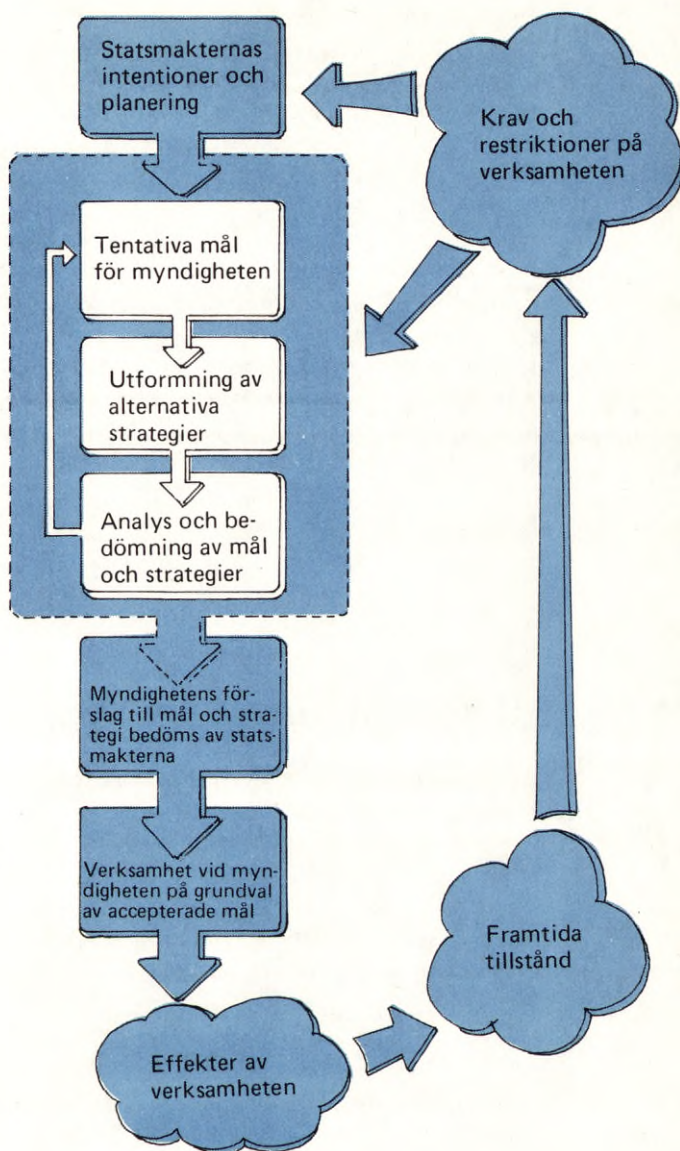 Statsmakternas
intentioner och
planering
Krav och
restriktioner på
verksamheten
Tentativa mål
för myndigheten
Utformning av
alternativa
strategier
Analys och be-
dömning av mål
och strategier
Myndighetens för-
slag till mål och stra-
tegi bedöms av stats-
makterna
Verksamhet vid myn-
digheten på grundval
av accepterade mål
Framtida
tillstånd
Effekter av
verksamheten